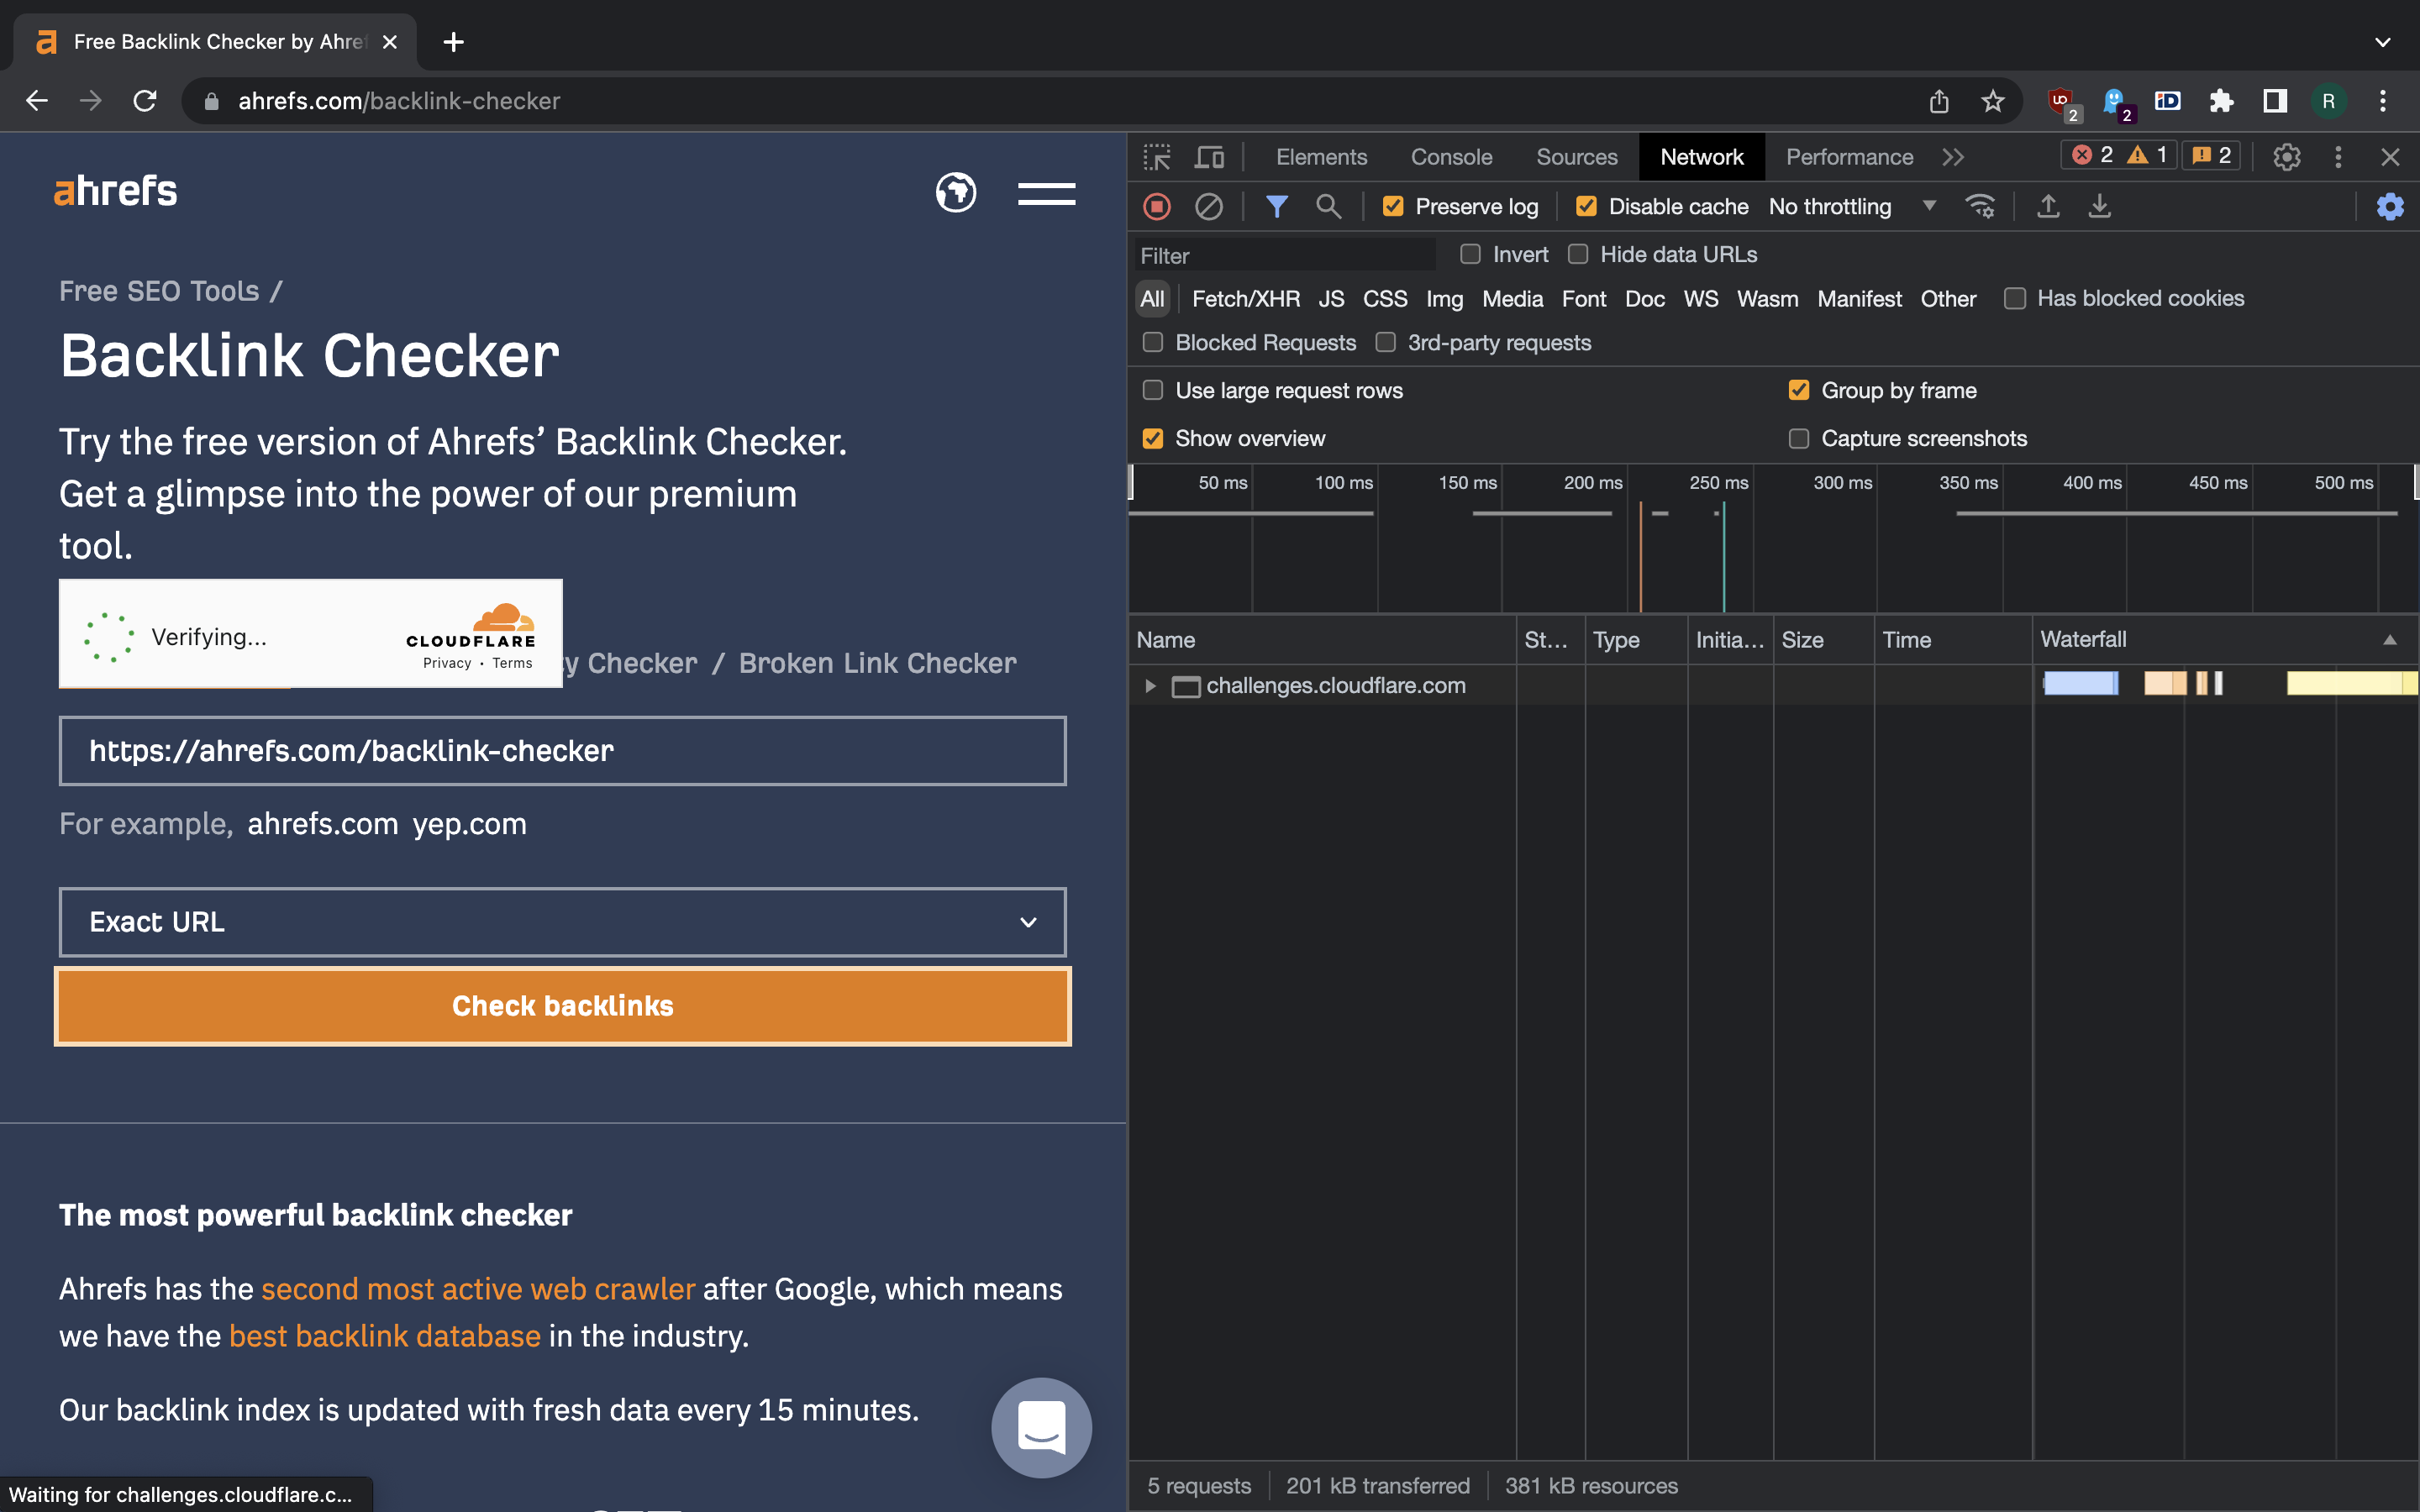 Free Backlink Checker by Ahref
ahrefs.com/backlink-checker
2
2
iD
R
ahrefs
Free SEO Tools /
Backlink Checker
Try the free version of Ahrefs’ Backlink Checker.
Get a glimpse into the power of our premium
tool.
Verifying...
CLOUDFLARE
Privacy • Terms
y Checker / Broken Link Checker
https://ahrefs.com/backlink-checker
For example, ahrefs.com yep.com
Exact URL
Check backlinks
The most powerful backlink checker
Ahrefs has the second most active web crawler after Google, which means
we have the best backlink database in the industry.
Our backlink index is updated with fresh data every 15 minutes.
Waiting for challenges.cloudflare.c...
Elements Console Sources Network Performance 2 1 2
Preserve log Disable cache No throttling
Filter Invert Hide data URLs
All Fetch/XHR JS CSS Img Media Font Doc WS Wasm Manifest Other Has blocked cookies
Blocked Requests 3rd-party requests
Use large request rows Group by frame
Show overview Capture screenshots
50 ms 100 ms 150 ms 200 ms 250 ms 300 ms 350 ms 400 ms 450 ms 500 ms
Name St... Type Initia... Size Time Waterfall
challenges.cloudflare.com
5 requests 201 kB transferred 381 kB resources